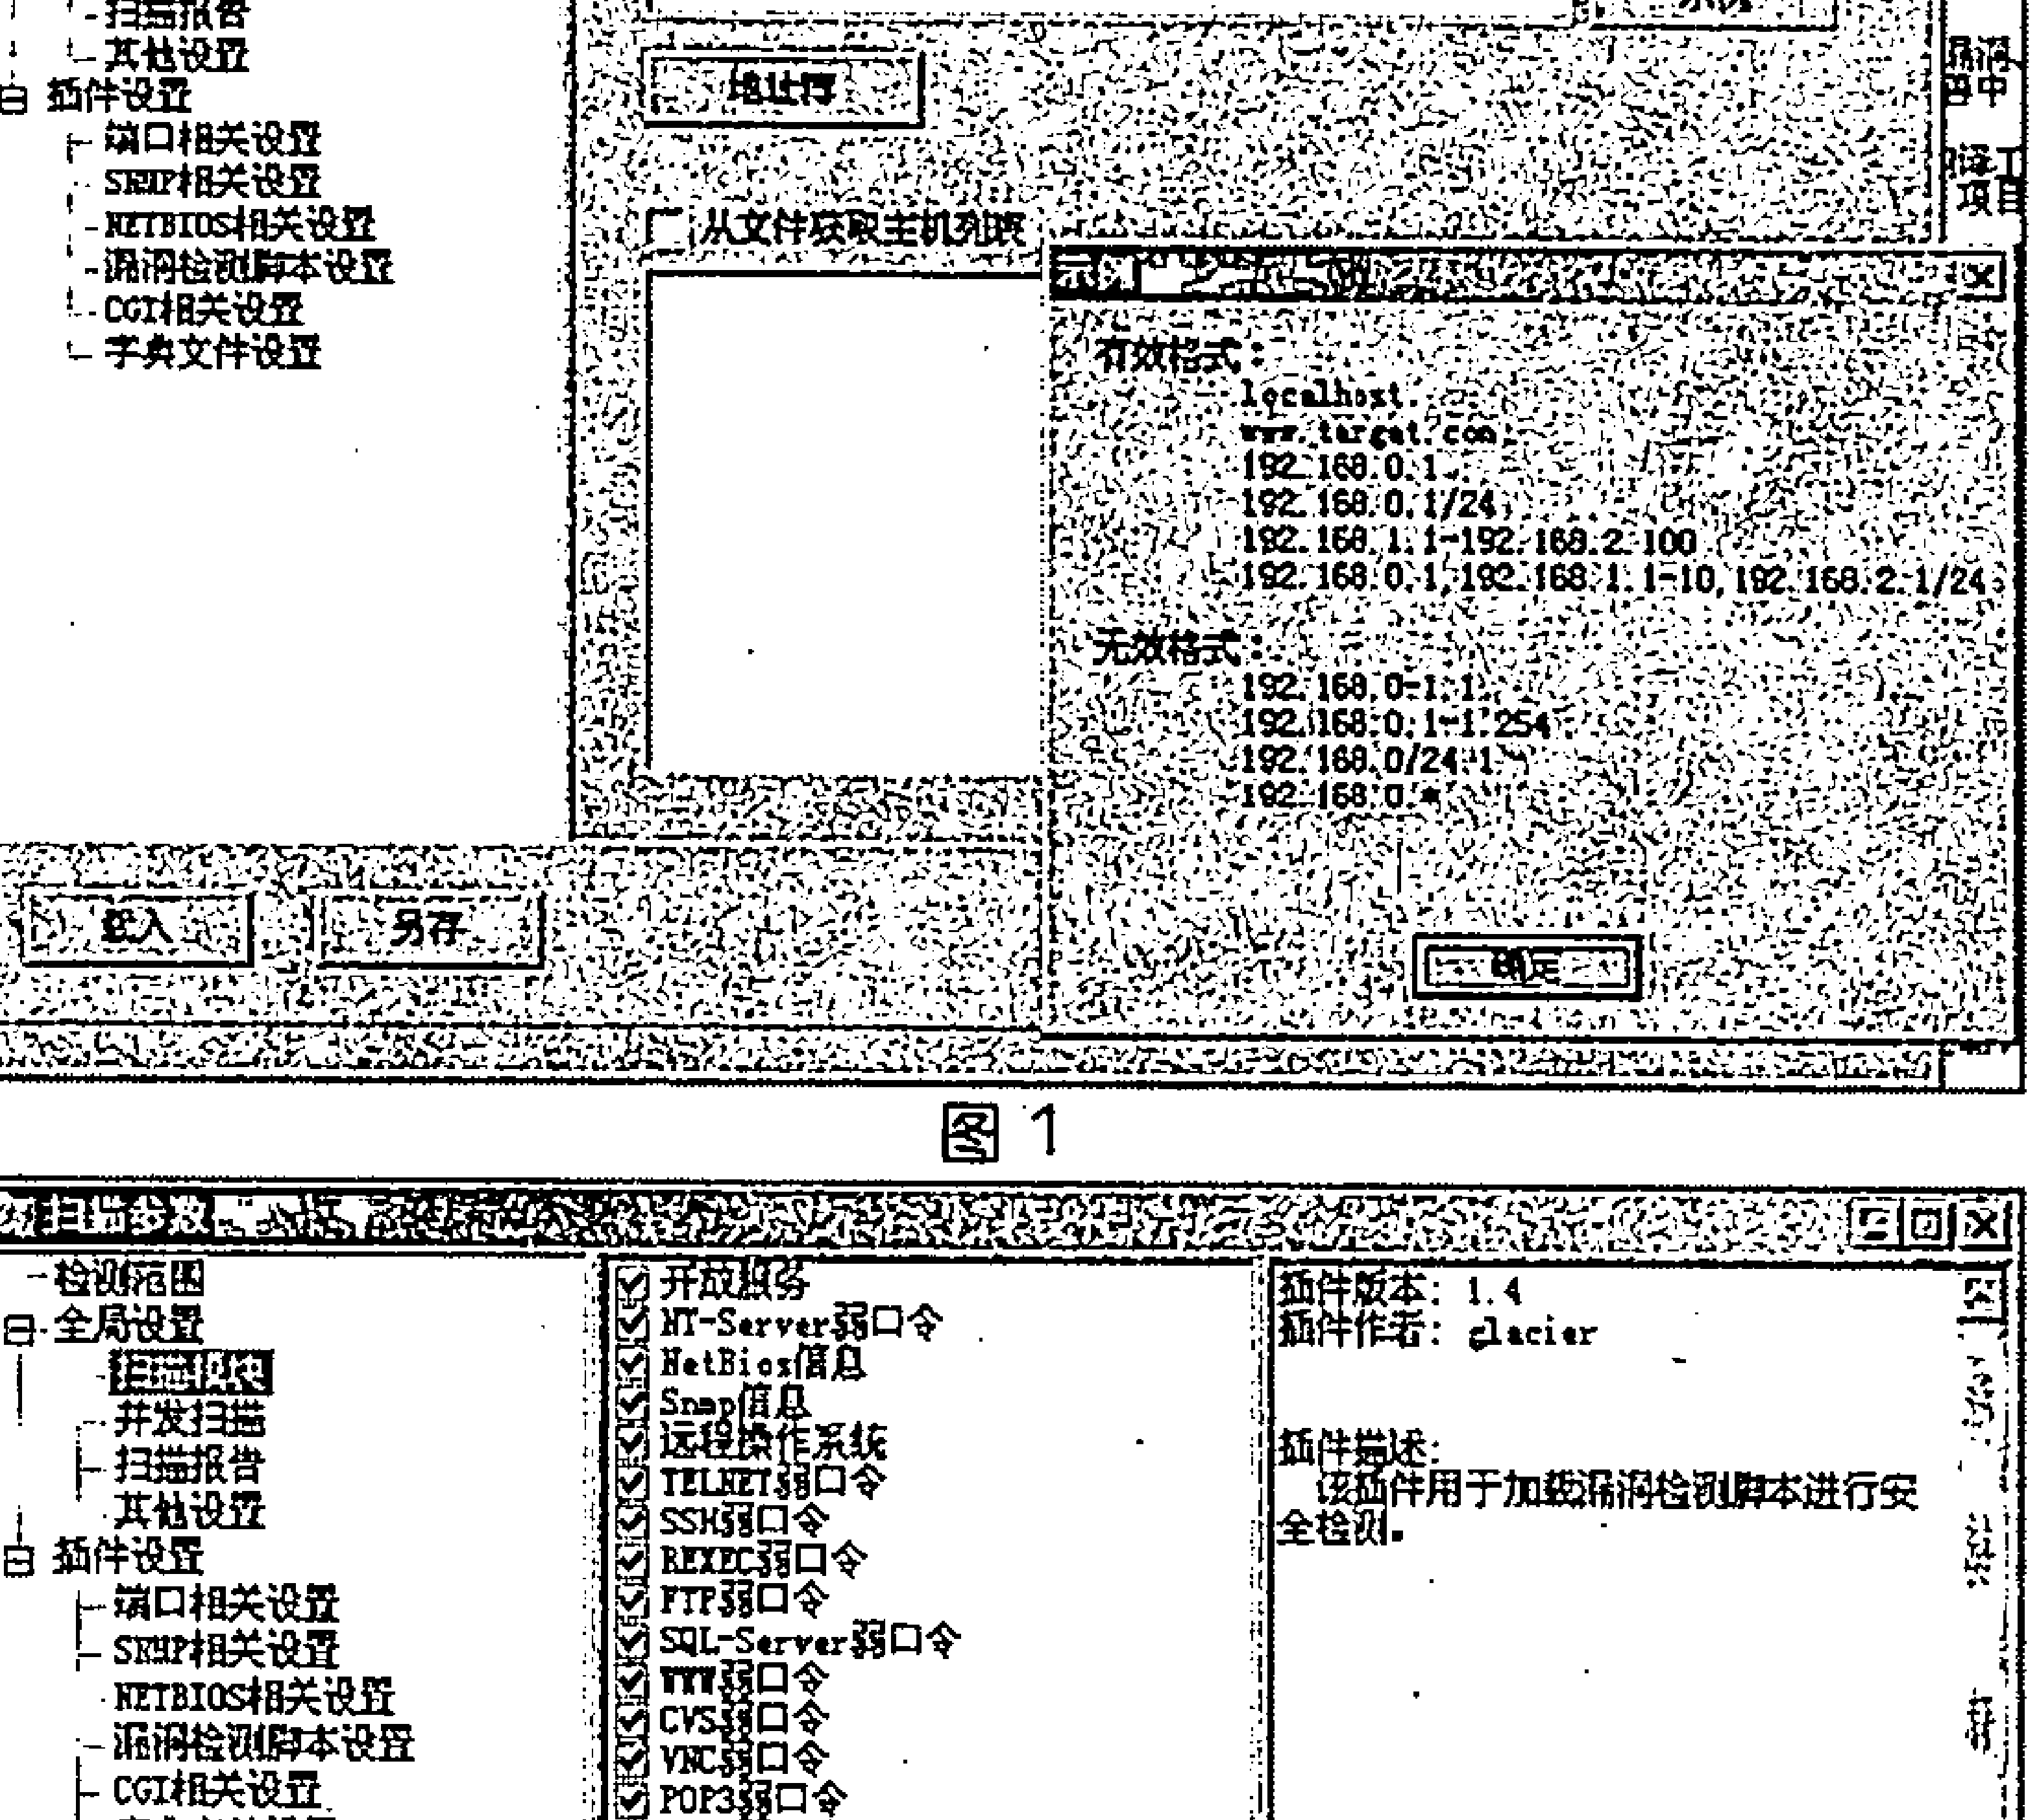 扫描报告
其他设置
插件设置
端口相关设置
SNMP相关设置
NETBIOS相关设置
漏洞检测脚本设置
CGI相关设置
字典文件设置
地址簿
从文件获取主机列表
示例
有效格式:
localhost
www.target.com
192.168.0.1
192.168.0.1/24
192.168.1.1-192.168.2.100
192.168.0.1,192.168.1.1-10,192.168.2.1/24
无效格式:
192.168.0-1.1
192.168.0.1-1.254
192.168.0/24.1
192.168.0.*
确定
载入
另存
图 1
扫描参数
检测范围
全局设置
扫描模块
并发扫描
扫描报告
其他设置
插件设置
端口相关设置
SNMP相关设置
NETBIOS相关设置
漏洞检测脚本设置
CGI相关设置
开放服务
NT-Server弱口令
NetBios信息
Snmp信息
远程操作系统
TELNET弱口令
SSH弱口令
REXEC弱口令
FTP弱口令
SQL-Server弱口令
WWW弱口令
CVS弱口令
VNC弱口令
POP3弱口令
插件版本: 1.4
插件作者: glacier
插件描述:
该插件用于加载漏洞检测脚本进行安
全检测。